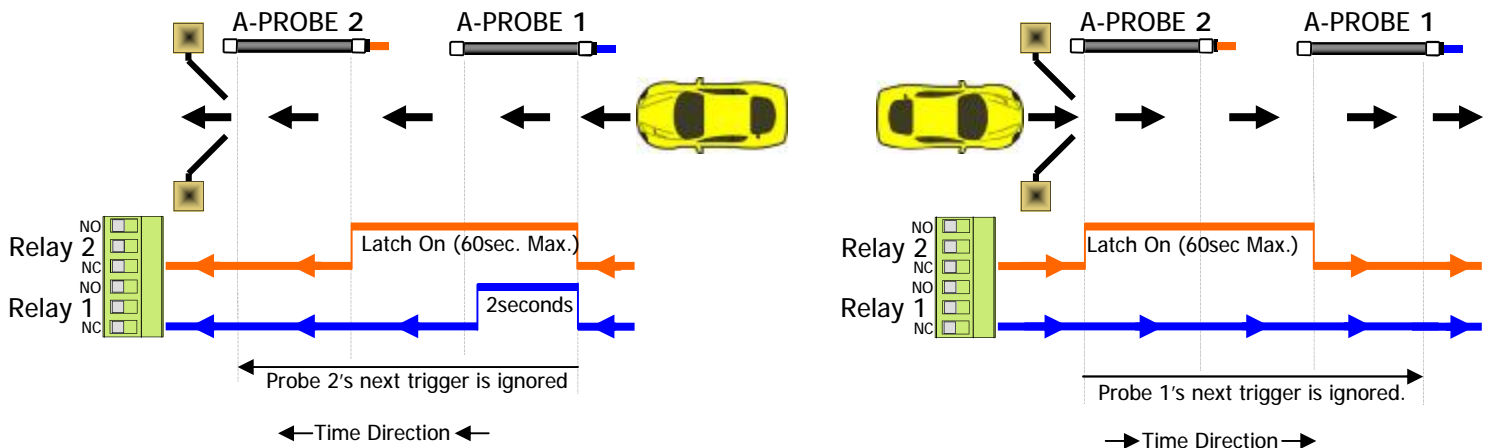 A-PROBE 2
A-PROBE 1
NO
Relay 2
Latch On (60sec. Max.)
NC
NO
Relay 1
2seconds
NC
Probe 2's next trigger is ignored
Time Direction
A-PROBE 2
A-PROBE 1
NO
Relay 2
Latch On (60sec Max.)
NC
NO
Relay 1
NC
Probe 1's next trigger is ignored.
Time Direction